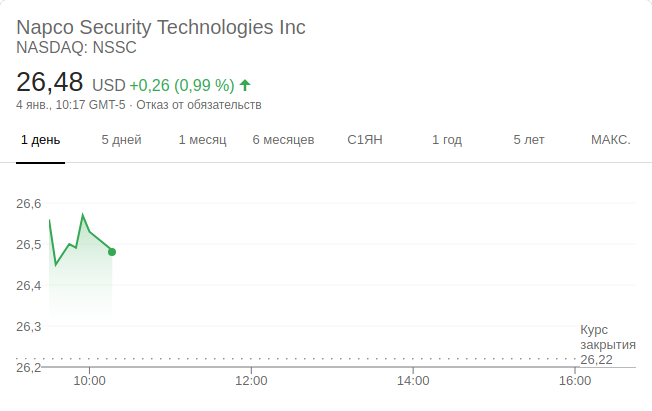 Napco Security Technologies Inc
NASDAQ: NSSC
26,48 USD +0,26 (0,99 %)
4 янв., 10:17 GMT-5 · Отказ от обязательств
1 день 5 дней 1 месяц 6 месяцев С1ЯН 1 год 5 лет МАКС.
26,6
26,5
26,4
26,3
26,2
Курс
закрытия
26,22
10:00 12:00 14:00 16:00